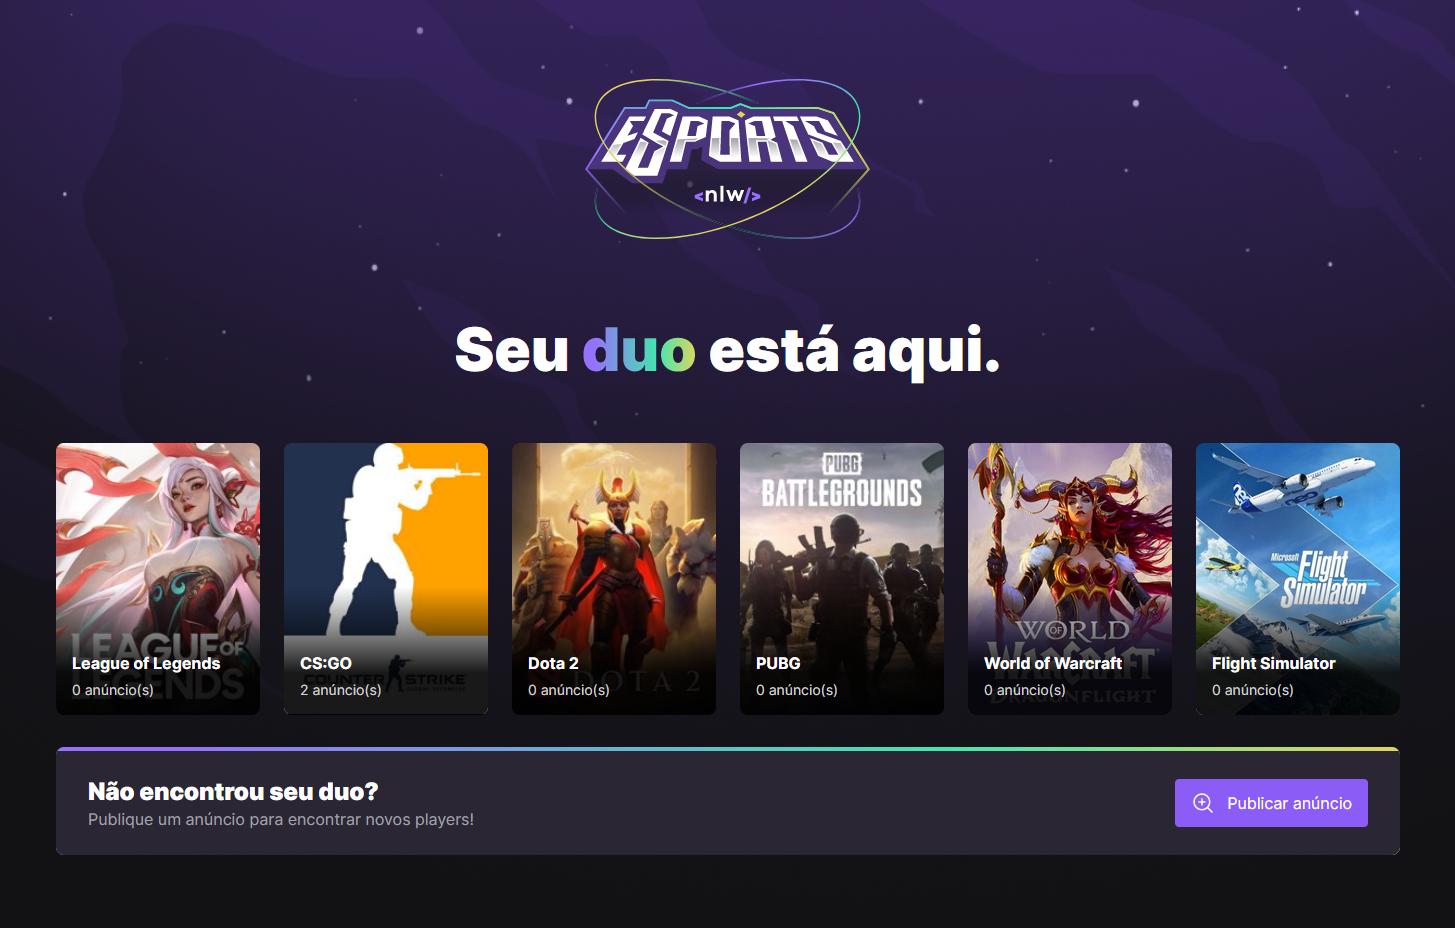 ESPORTS
<nlw/>
Seu duo está aqui.
LEAGUE OF
LEGENDS
League of Legends
0 anúncio(s)
COUNTER STRIKE
CS:GO
2 anúncio(s)
DOTA 2
Dota 2
0 anúncio(s)
PUBG
BATTLEGROUNDS
PUBG
0 anúncio(s)
WORLD
OF
WARCRAFT
DRAGONFLIGHT
World of Warcraft
0 anúncio(s)
Microsoft
Flight
Simulator
Flight Simulator
0 anúncio(s)
Não encontrou seu duo?
Publique um anúncio para encontrar novos players!
Publicar anúncio